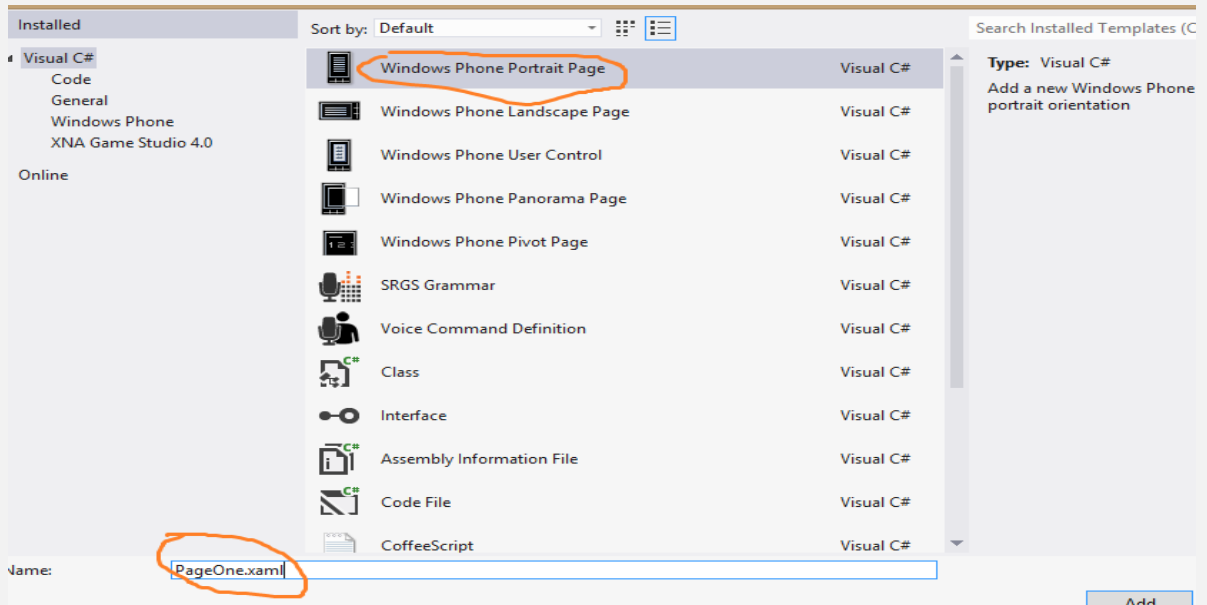 Installed
Sort by: Default
Search Installed Templates (C
Visual C#
Code
General
Windows Phone
XNA Game Studio 4.0
Online
Windows Phone Portrait Page Visual C#
Windows Phone Landscape Page Visual C#
Windows Phone User Control Visual C#
Windows Phone Panorama Page Visual C#
Windows Phone Pivot Page Visual C#
SRGS Grammar Visual C#
Voice Command Definition Visual C#
Class Visual C#
Interface Visual C#
Assembly Information File Visual C#
Code File Visual C#
CoffeeScript Visual C#
Type: Visual C#
Add a new Windows Phone
portrait orientation
Name: PageOne.xaml
Add